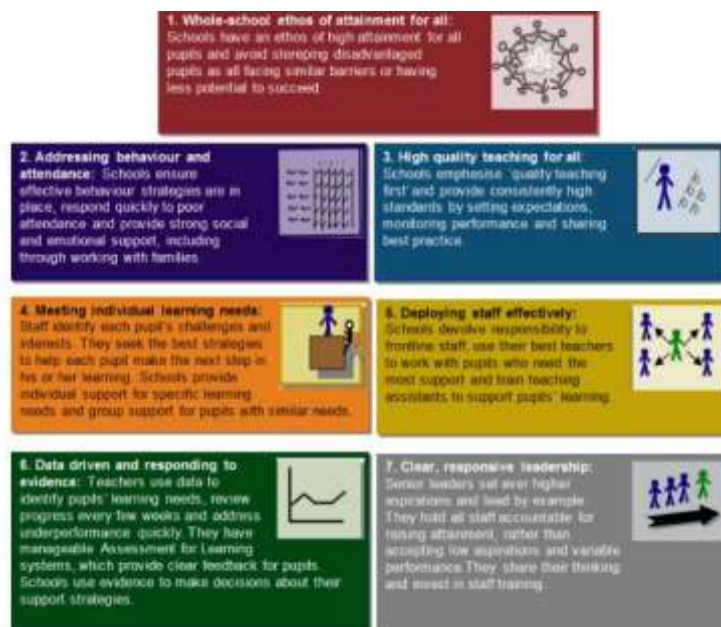 1. Whole-school ethos of attainment for all:
Schools have an ethos of high attainment for all
pupils and avoid stereoping disadvantaged
pupils as all facing similar barriers or having
less potential to succeed
2. Addressing behaviour and
attendance: Schools ensure
effective behaviour strategies are in
place, respond quickly to poor
attendance and provide strong social
and emotional support, including
through working with families.
3. High quality teaching for all:
Schools emphasise 'quality teaching
first' and provide consistently high
standards by setting expectations,
monitoring performance and sharing
best practice.
4. Meeting individual learning needs:
Staff identify each pupil's challenges and
interests. They seek the best strategies
to help each pupil make the next step in
his or her learning. Schools provide
individual support for specific learning
needs and group support for pupils with similar needs.
5. Deploying staff effectively:
Schools devolve responsibility to
frontline staff, use their best teachers
to work with pupils who need the
most support and train teaching
assistants to support pupils' learning.
6. Data driven and responding to
evidence: Teachers use data to
identify pupils' learning needs, review
progress every few weeks and address
underperformance quickly. They have
manageable Assessment for Learning
systems, which provide clear feedback for pupils.
Schools use evidence to make decisions about their
support strategies.
7. Clear, responsive leadership:
Senior leaders set ever higher
aspirations and lead by example.
They hold all staff accountable for
raising attainment, rather than
accepting low aspirations and variable
performance.They share their thinking
and invest in staff training.